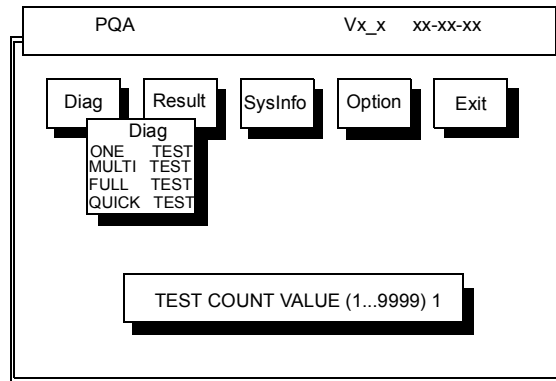 PQA Vx_x xx-xx-xx
Diag Result SysInfo Option Exit
Diag
ONE TEST
MULTI TEST
FULL TEST
QUICK TEST
TEST COUNT VALUE (1...9999) 1